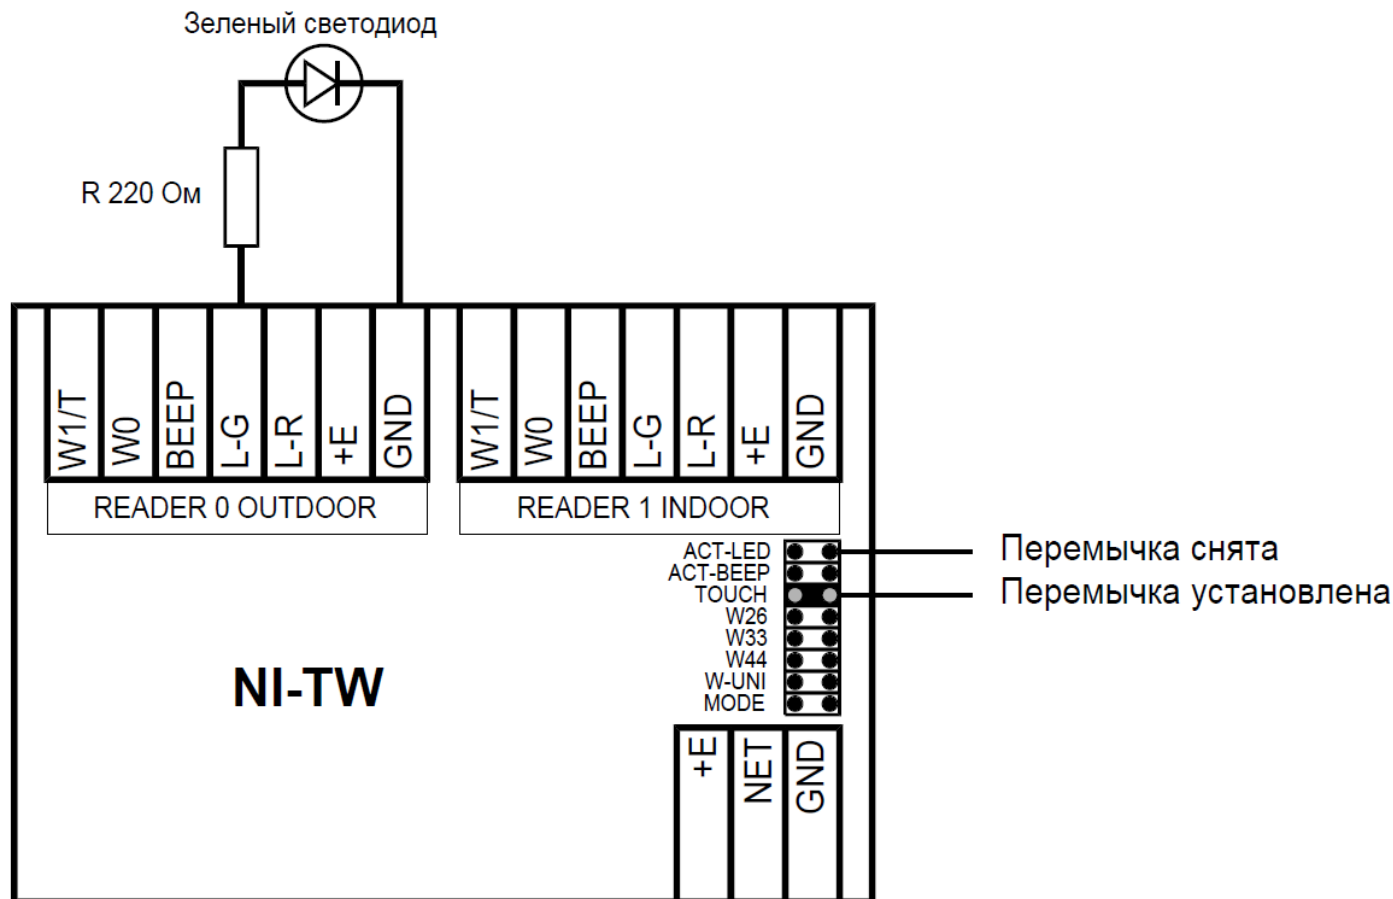 Зеленый светодиод
R 220 Ом
W1/T
W0
BEEP
L-G
L-R
+E
GND
W1/T
W0
BEEP
L-G
L-R
+E
GND
READER 0 OUTDOOR
READER 1 INDOOR
ACT-LED
Перемычка снята
ACT-BEEP
TOUCH
Перемычка установлена
W26
W33
W44
W-UNI
MODE
NI-TW
+E
NET
GND